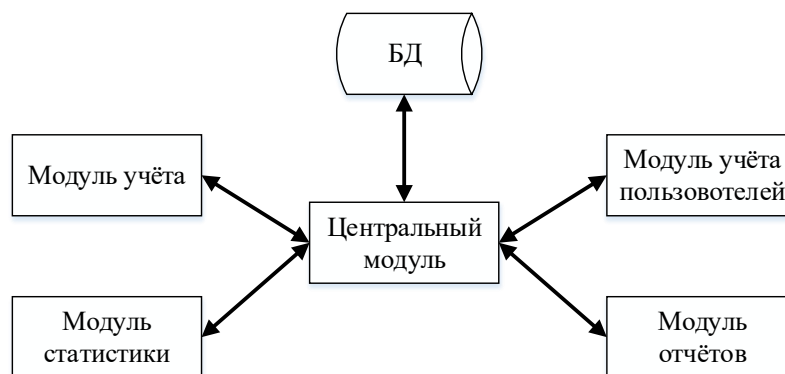 БД
Модуль учёта
Модуль учёта
пользовотелей
Центральный
модуль
Модуль
статистики
Модуль
отчётов